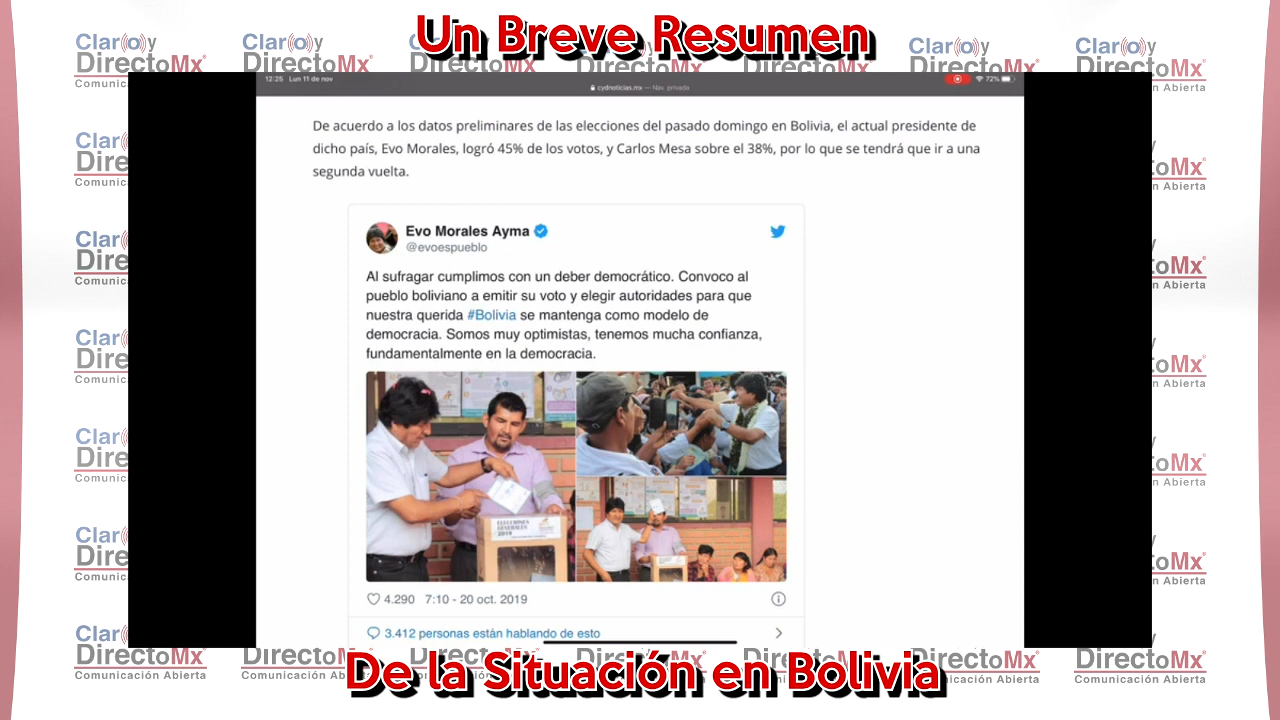 Un Breve Resumen
Clar(o)y
DirectoMx
Comunicación Abierta
12:25 Lun 11 de nov
72%
cydnoticias.mx — Nav. privada
De acuerdo a los datos preliminares de las elecciones del pasado domingo en Bolivia, el actual presidente de
dicho país, Evo Morales, logró 45% de los votos, y Carlos Mesa sobre el 38%, por lo que se tendrá que ir a una
segunda vuelta.
Evo Morales Ayma
@evoespueblo
Al sufragar cumplimos con un deber democrático. Convoco al
pueblo boliviano a emitir su voto y elegir autoridades para que
nuestra querida #Bolivia se mantenga como modelo de
democracia. Somos muy optimistas, tenemos mucha confianza,
fundamentalmente en la democracia.
ELECCIONES
GENERALES
2019
4.290 7:10 - 20 oct. 2019
3.412 personas están hablando de esto
De la Situación en Bolivia